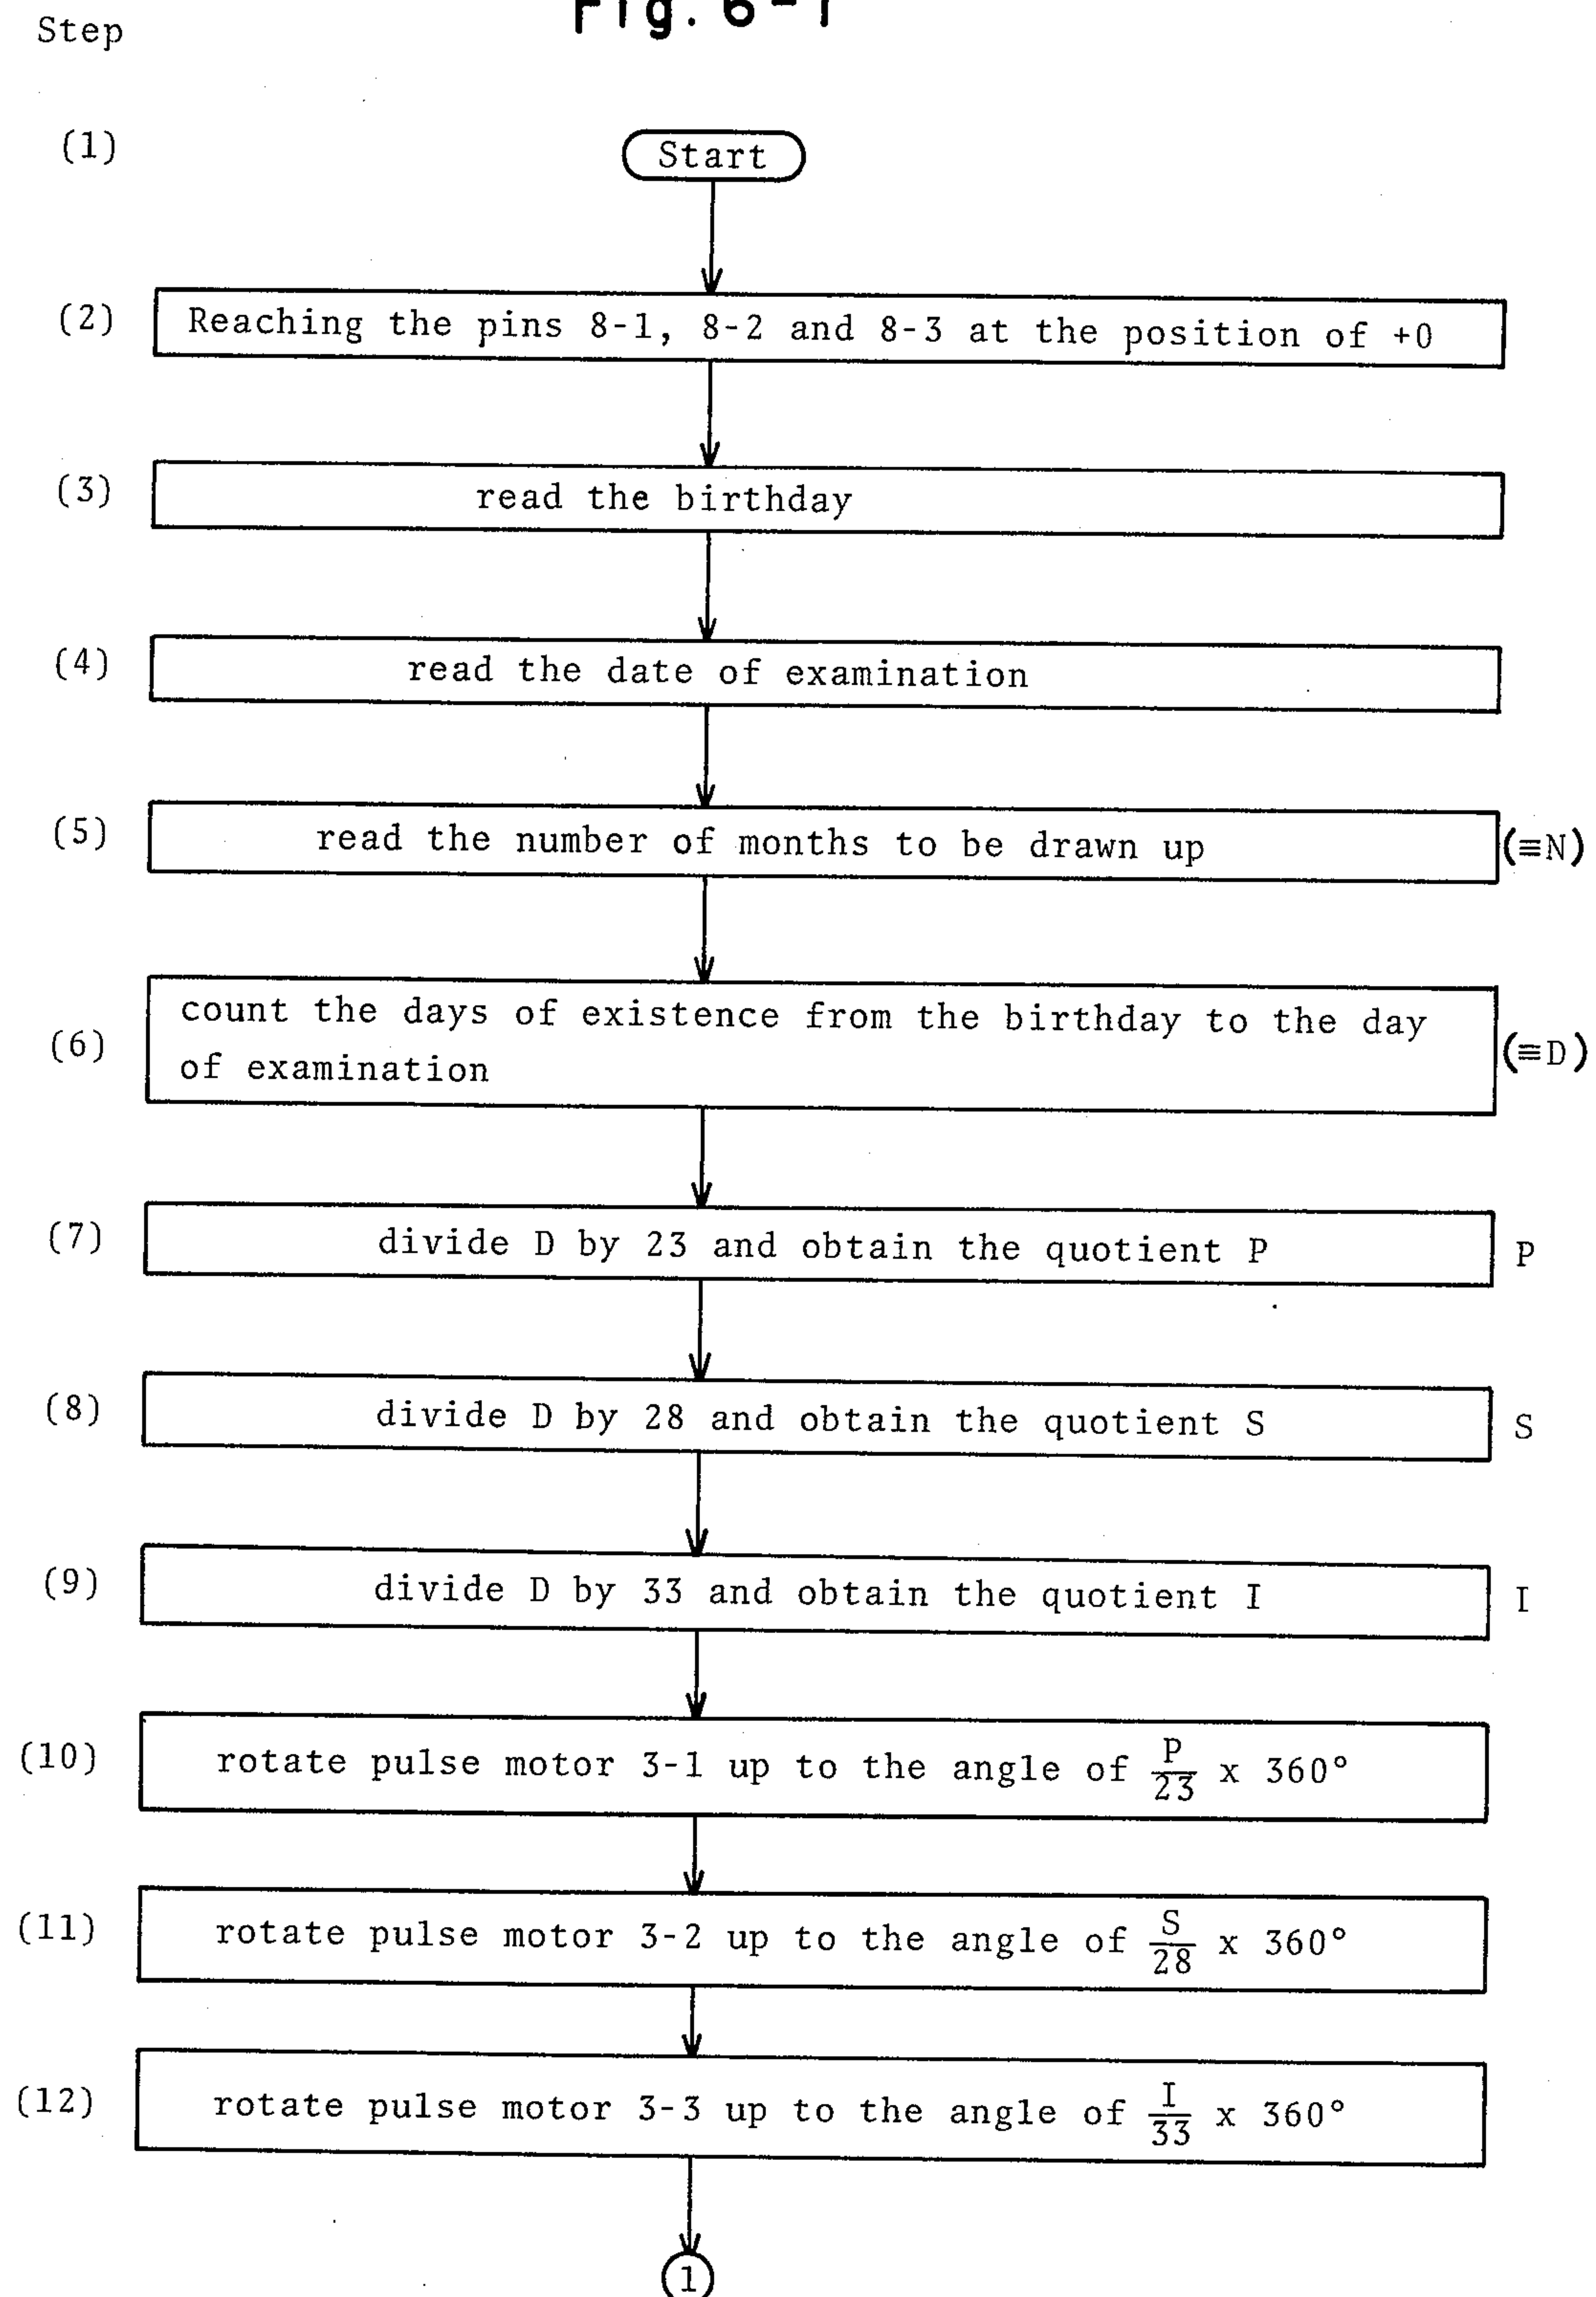 Fig. 6-1
Step
(1) Start
(2) Reaching the pins 8-1, 8-2 and 8-3 at the position of +0
(3) read the birthday
(4) read the date of examination
(5) read the number of months to be drawn up (≡N)
(6) count the days of existence from the birthday to the day
of examination (≡D)
(7) divide D by 23 and obtain the quotient P P
(8) divide D by 28 and obtain the quotient S S
(9) divide D by 33 and obtain the quotient I I
(10) rotate pulse motor 3-1 up to the angle of P/23 x 360°
(11) rotate pulse motor 3-2 up to the angle of S/28 x 360°
(12) rotate pulse motor 3-3 up to the angle of I/33 x 360°
1